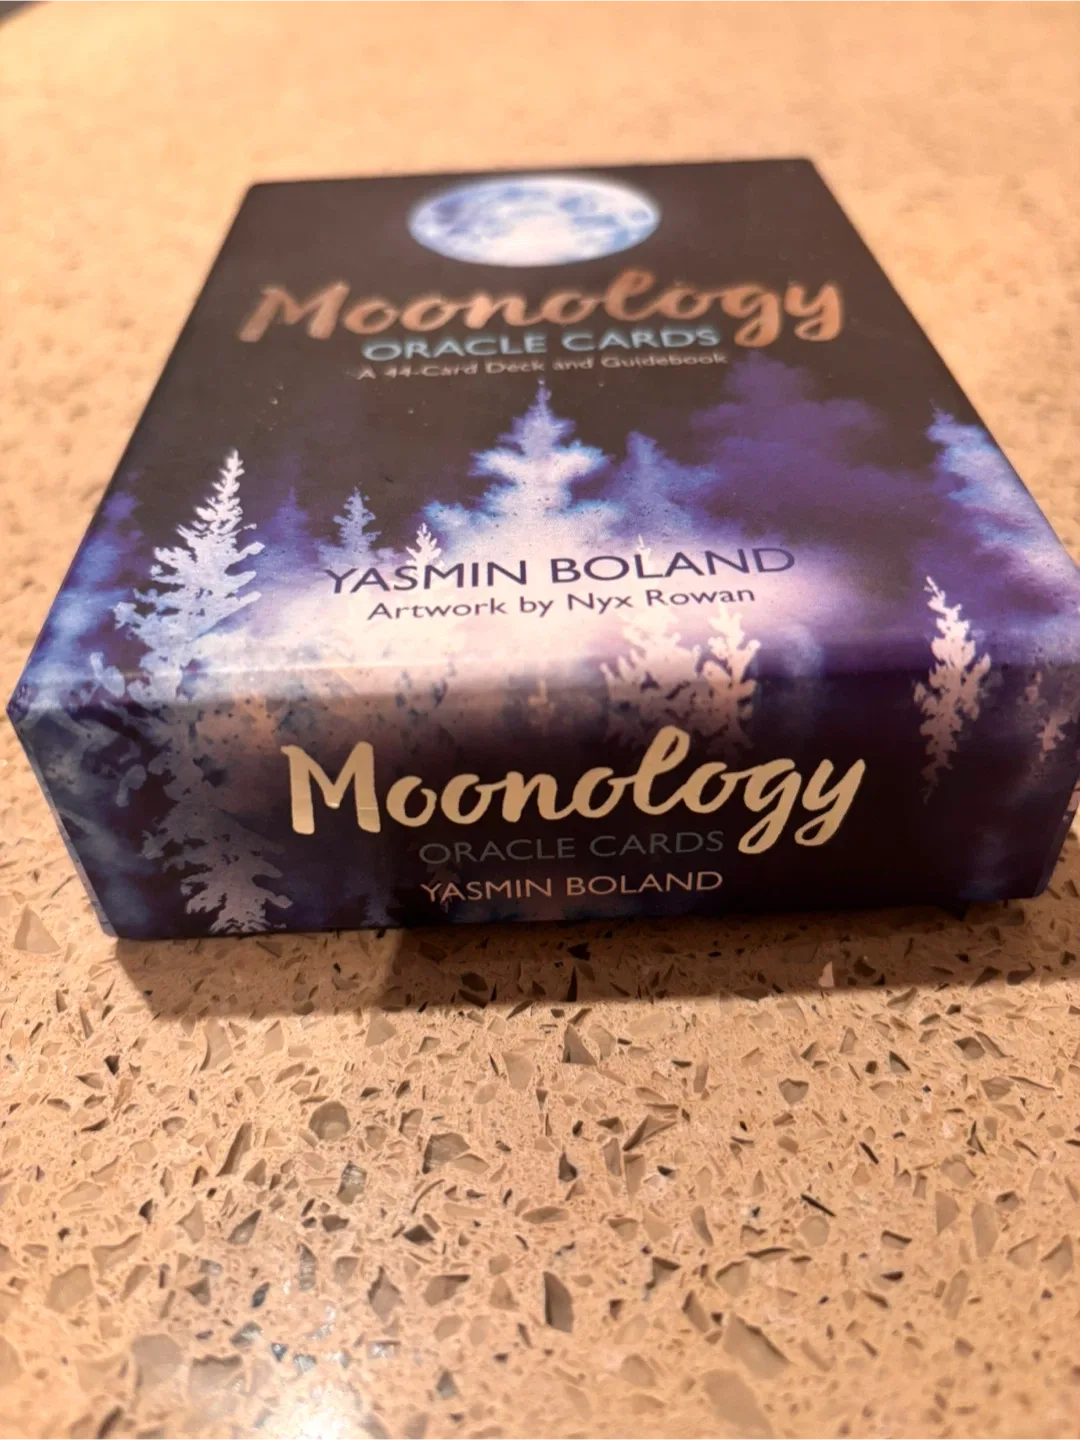 Moonology
ORACLE CARDS
A 44-Card Deck and Guidebook
YASMIN BOLAND
Artwork by Nyx Rowan
Moonology
ORACLE CARDS
YASMIN BOLAND